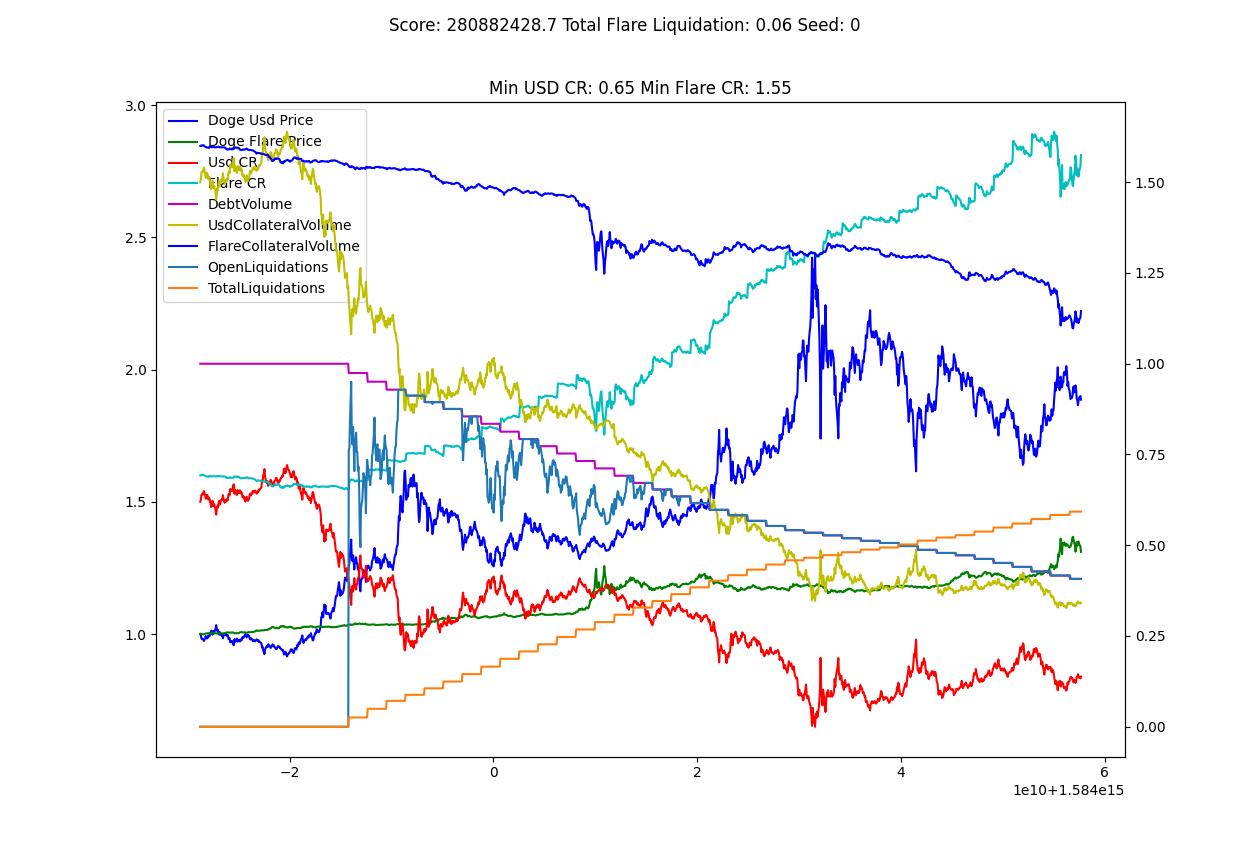 Score: 280882428.7 Total Flare Liquidation: 0.06 Seed: 0
Min USD CR: 0.65 Min Flare CR: 1.55
Doge Usd Price
Doge Flare Price
Usd CR
Flare CR
DebtVolume
UsdCollateralVolume
FlareCollateralVolume
OpenLiquidations
TotalLiquidations
3.0
2.5
2.0
1.5
1.0
1.50
1.25
1.00
0.75
0.50
0.25
0.00
−2
0
2
4
6
1e10+1.584e15